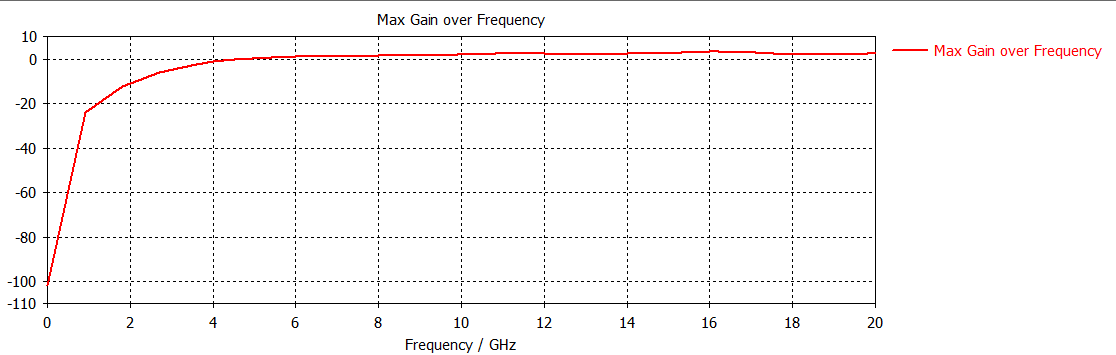 Max Gain over Frequency
10
0
-20
-40
-60
-80
-100
-110
0 2 4 6 8 10 12 14 16 18 20
Frequency / GHz
Max Gain over Frequency